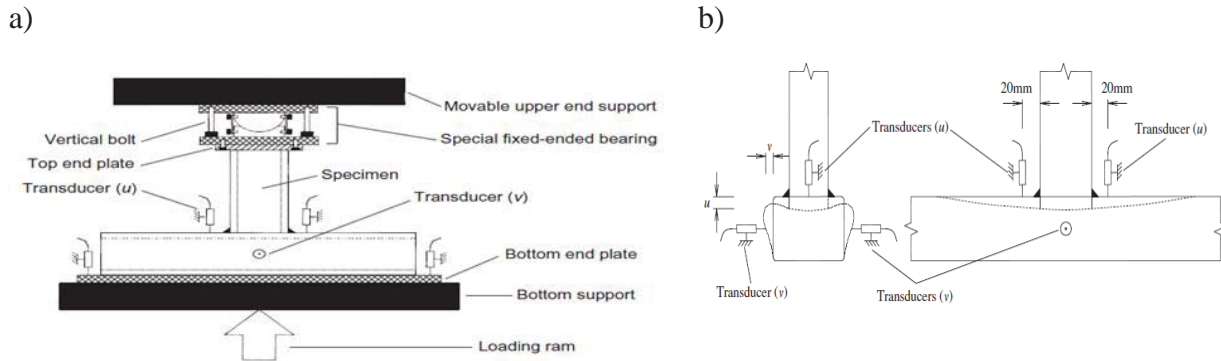 a)
Movable upper end support
Vertical bolt
Special fixed-ended bearing
Top end plate
Specimen
Transducer (u)
Transducer (v)
Bottom end plate
Bottom support
Loading ram
b)
20mm
20mm
Transducers (u)
Transducer (u)
v
u
Transducer (v)
Transducers (v)